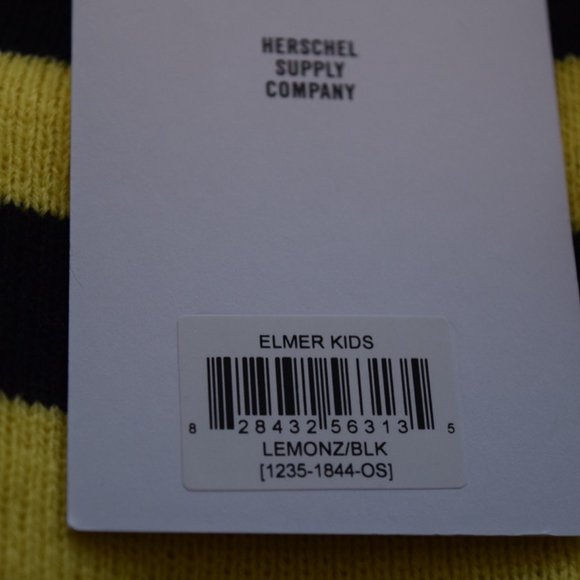 HERSCHEL
SUPPLY
COMPANY
ELMER KIDS
8 28432 56313 5
LEMONZ/BLK
[1235-1844-OS]